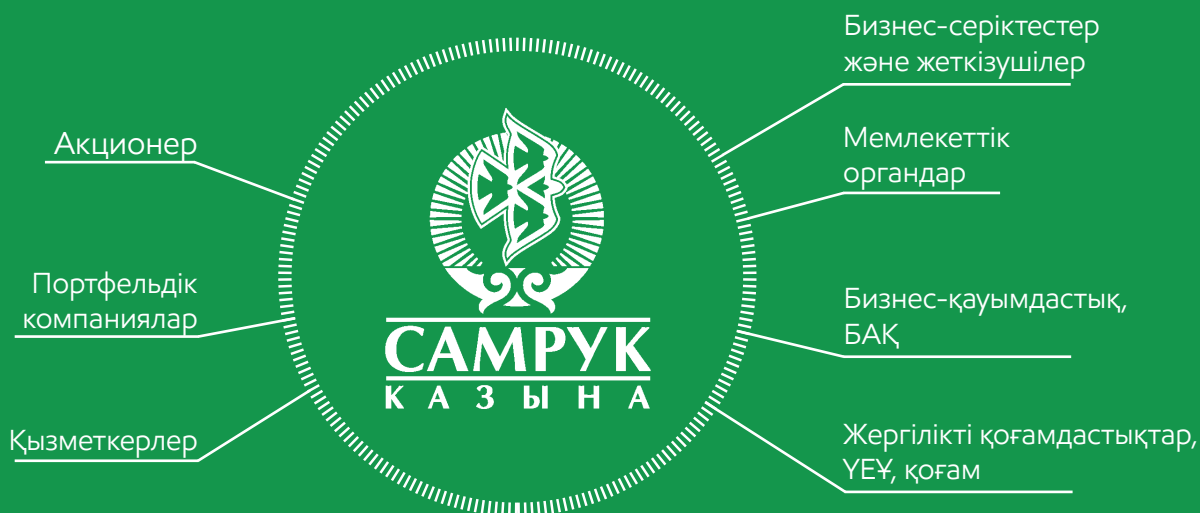 Акционер
Портфельдік
компаниялар
Қызметкерлер
САМРУК
КАЗЫНА
Бизнес-серіктестер
және жеткізушілер
Мемлекеттік
органдар
Бизнес-қауымдастық,
БАҚ
Жергілікті қоғамдастықтар,
ҮЕҰ, қоғам